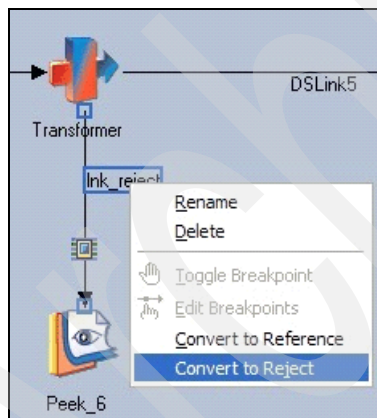 DSLink5
Transformer
lnk_reject
Rename
Delete
Toggle Breakpoint
Edit Breakpoints
Convert to Reference
Convert to Reject
Peek_6